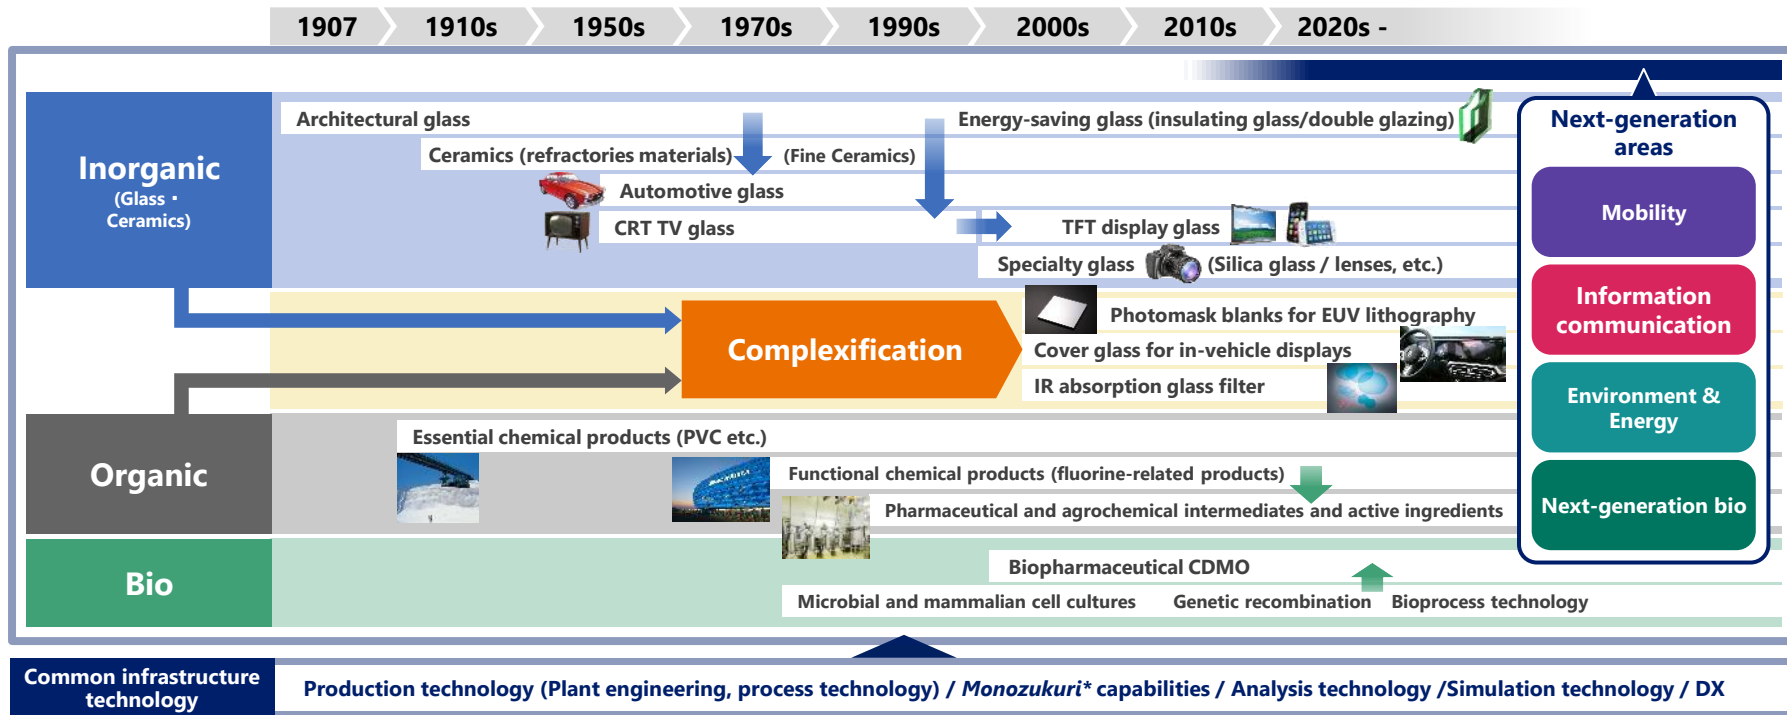 1907
1910s
1950s
1970s
1990s
2000s
2010s
2020s -
Inorganic
(Glass・
Ceramics)
Architectural glass
Energy-saving glass (insulating glass/double glazing)
Ceramics (refractories materials)
(Fine Ceramics)
Automotive glass
CRT TV glass
TFT display glass
Specialty glass
(Silica glass / lenses, etc.)
Complexification
Photomask blanks for EUV lithography
Cover glass for in-vehicle displays
IR absorption glass filter
Organic
Essential chemical products (PVC etc.)
Functional chemical products (fluorine-related products)
Pharmaceutical and agrochemical intermediates and active ingredients
Bio
Biopharmaceutical CDMO
Microbial and mammalian cell cultures
Genetic recombination
Bioprocess technology
Next-generation
areas
Mobility
Information
communication
Environment &
Energy
Next-generation bio
Common infrastructure
technology
Production technology (Plant engineering, process technology) / Monozukuri* capabilities / Analysis technology /Simulation technology / DX